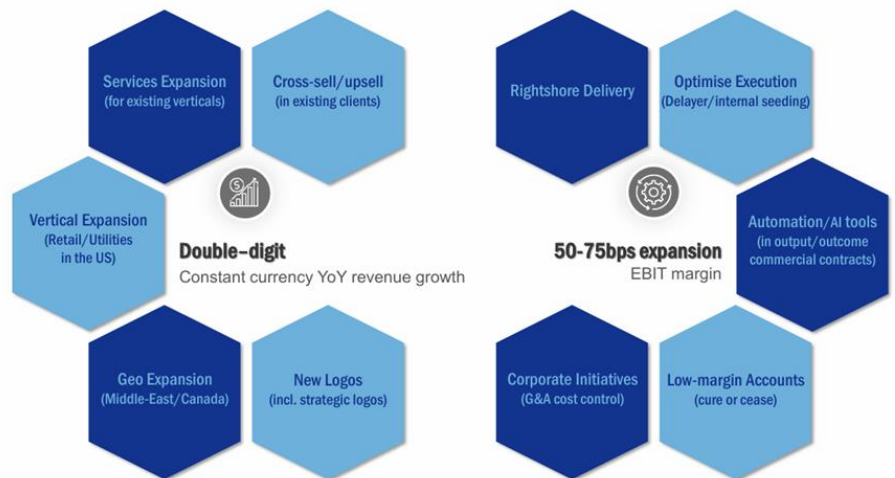 Services Expansion
(for existing verticals)
Cross-sell/upsell
(in existing clients)
Vertical Expansion
(Retail/Utilities
in the US)
$
Double-digit
Constant currency YoY revenue growth
Geo Expansion
(Middle-East/Canada)
New Logos
(incl. strategic logos)
Rightshore Delivery
Optimise Execution
(Delayer/internal seeding)
Automation/AI tools
(in output/outcome
commercial contracts)
50-75bps expansion
EBIT margin
Corporate Initiatives
(G&A cost control)
Low-margin Accounts
(cure or cease)